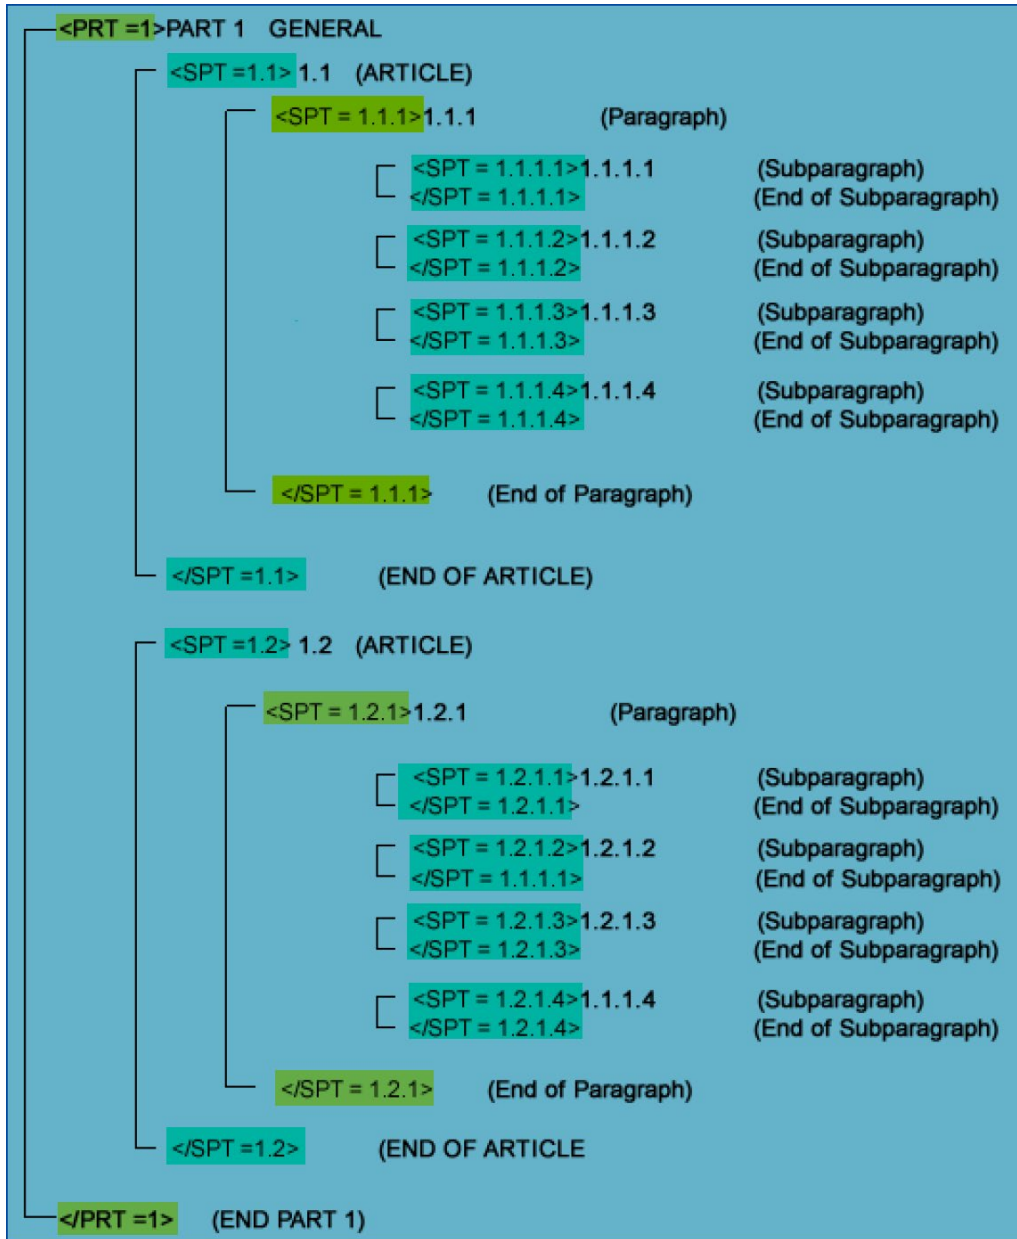 <PRT =1>PART 1 GENERAL
<SPT =1.1> 1.1 (ARTICLE)
<SPT = 1.1.1>1.1.1 (Paragraph)
<SPT = 1.1.1.1>1.1.1.1 (Subparagraph)
</SPT = 1.1.1.1> (End of Subparagraph)
<SPT = 1.1.1.2>1.1.1.2 (Subparagraph)
</SPT = 1.1.1.2> (End of Subparagraph)
<SPT = 1.1.1.3>1.1.1.3 (Subparagraph)
</SPT = 1.1.1.3> (End of Subparagraph)
<SPT = 1.1.1.4>1.1.1.4 (Subparagraph)
</SPT = 1.1.1.4> (End of Subparagraph)
</SPT = 1.1.1> (End of Paragraph)
</SPT =1.1> (END OF ARTICLE)
<SPT =1.2> 1.2 (ARTICLE)
<SPT = 1.2.1>1.2.1 (Paragraph)
<SPT = 1.2.1.1>1.2.1.1 (Subparagraph)
</SPT = 1.2.1.1> (End of Subparagraph)
<SPT = 1.2.1.2>1.2.1.2 (Subparagraph)
</SPT = 1.1.1.1> (End of Subparagraph)
<SPT = 1.2.1.3>1.2.1.3 (Subparagraph)
</SPT = 1.2.1.3> (End of Subparagraph)
<SPT = 1.2.1.4>1.1.1.4 (Subparagraph)
</SPT = 1.2.1.4> (End of Subparagraph)
</SPT = 1.2.1> (End of Paragraph)
</SPT =1.2> (END OF ARTICLE
</PRT =1> (END PART 1)